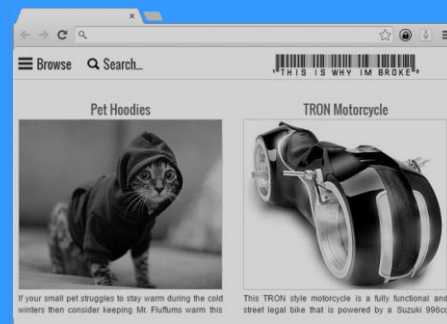 Browse Search... "THIS IS WHY IM BROKE"
Pet Hoodies TRON Motorcycle
If your small pet struggles to stay warm during the cold
winters then consider keeping Mr. Fluffums warm this
This TRON style motorcycle is a fully functional and
street legal bike that is powered by a Suzuki 996cc